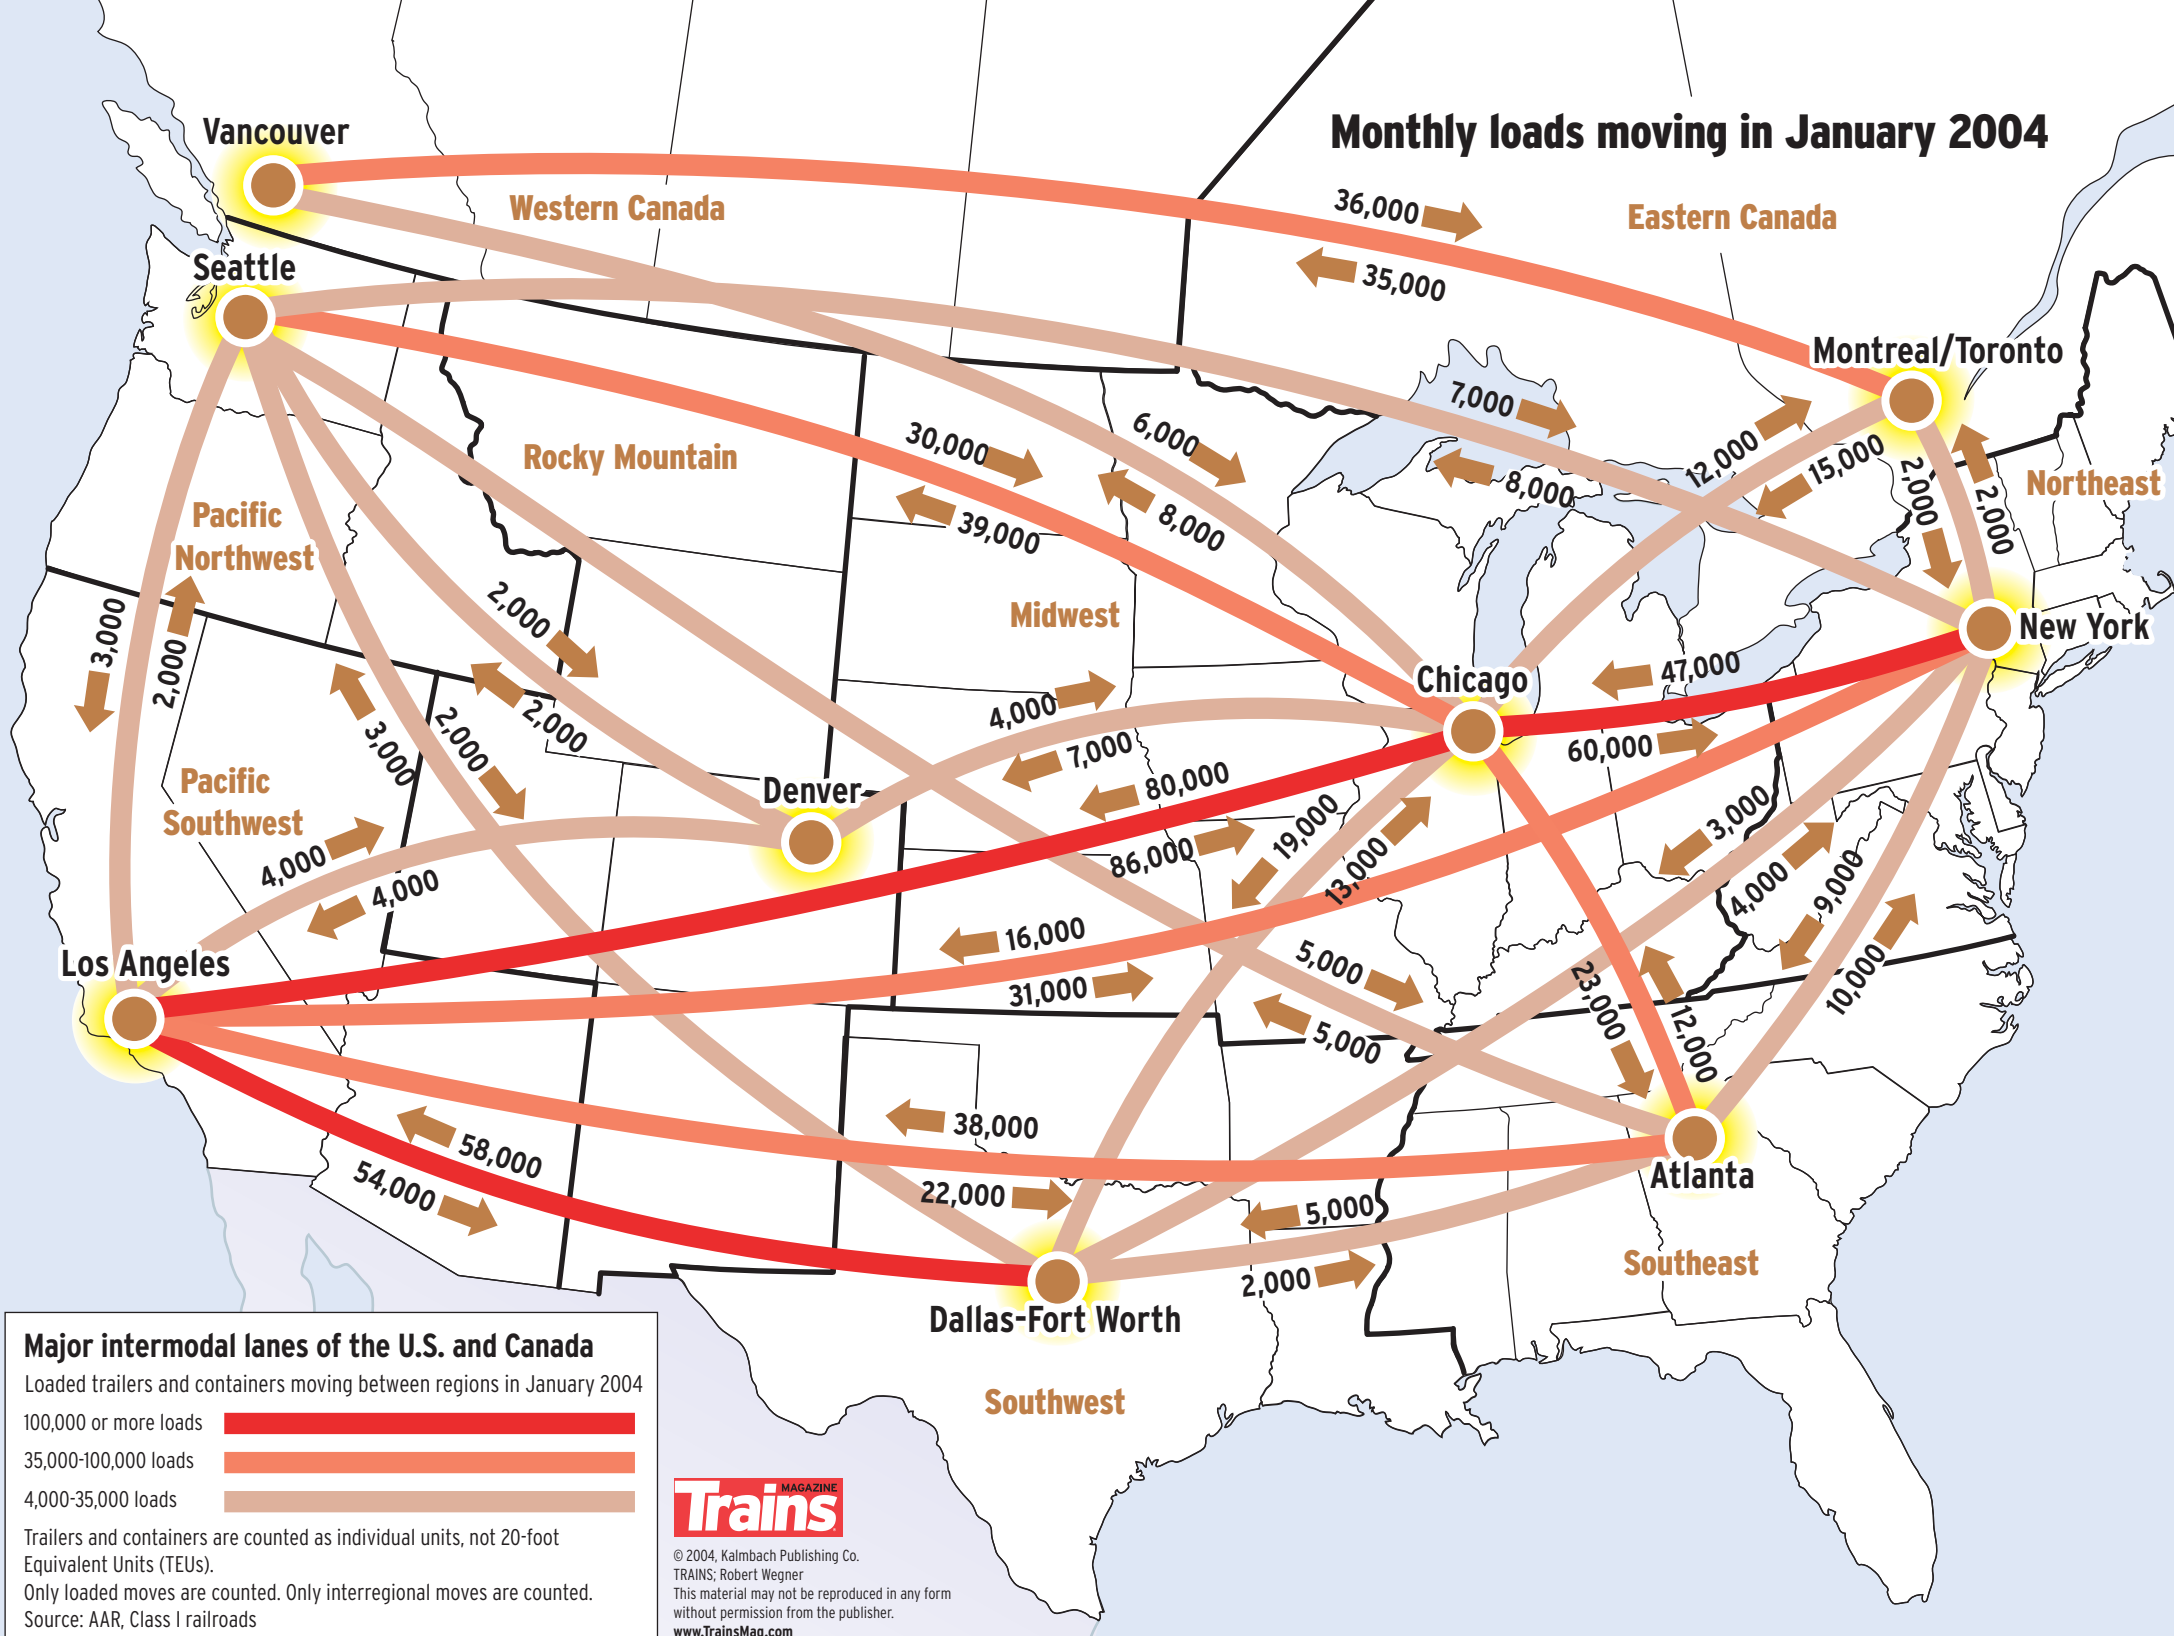 Monthly loads moving in January 2004
Vancouver
Western Canada
36,000
Eastern Canada
35,000
Seattle
Montreal/Toronto
7,000
8,000
30,000
39,000
6,000
8,000
12,000
15,000
2,000
2,000
Northeast
Rocky Mountain
Pacific
Northwest
3,000
2,000
2,000
2,000
Midwest
New York
Chicago
47,000
60,000
4,000
7,000
3,000
2,000
Pacific
Southwest
Denver
80,000
86,000
19,000
13,000
3,000
4,000
9,000
10,000
4,000
4,000
Los Angeles
16,000
31,000
5,000
5,000
23,000
12,000
58,000
54,000
38,000
22,000
Atlanta
5,000
2,000
Southeast
Dallas-Fort Worth
Southwest
Major intermodal lanes of the U.S. and Canada
Loaded trailers and containers moving between regions in January 2004
100,000 or more loads
35,000-100,000 loads
4,000-35,000 loads
Trailers and containers are counted as individual units, not 20-foot
Equivalent Units (TEUs).
Only loaded moves are counted. Only interregional moves are counted.
Source: AAR, Class I railroads
Trains MAGAZINE
© 2004, Kalmbach Publishing Co.
TRAINS; Robert Wegner
This material may not be reproduced in any form
without permission from the publisher.
www.TrainsMag.com